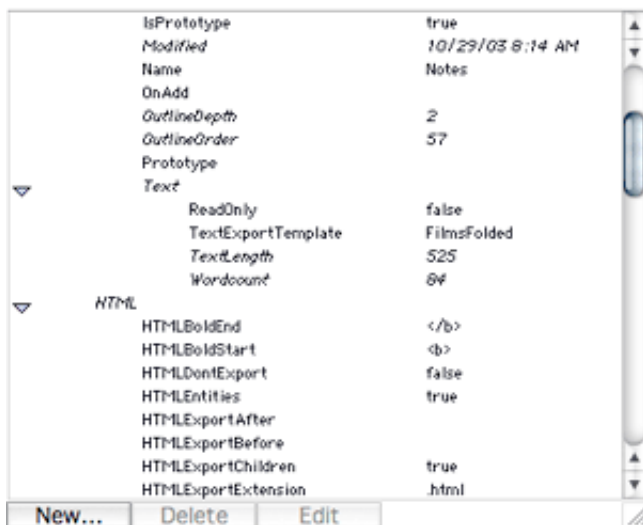 IsPrototype true
Modified 10/29/03 8:14 AM
Name Notes
OnAdd
OutlineDepth 2
OutlineOrder 57
Prototype
Text
ReadOnly false
TextExportTemplate FilmsFolded
TextLength 525
Wordcount 84
HTML
HTMLBoldEnd </b>
HTMLBoldStart <b>
HTMLDontExport false
HTMLEntities true
HTMLExportAfter
HTMLExportBefore
HTMLExportChildren true
HTMLExportExtension .html
New... Delete Edit